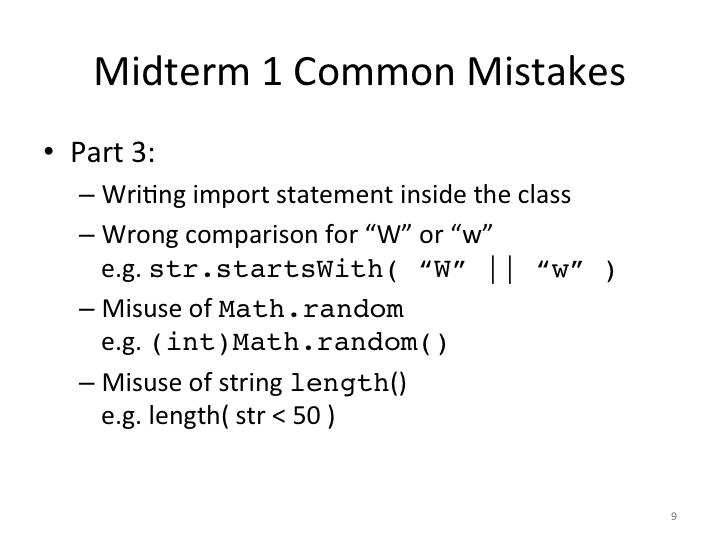 Midterm 1 Common Mistakes
• Part 3:
– Writing import statement inside the class
– Wrong comparison for “W” or “w”
e.g. str.startsWith( “W” || “w” )
– Misuse of Math.random
e.g. (int)Math.random()
– Misuse of string length()
e.g. length( str < 50 )
9